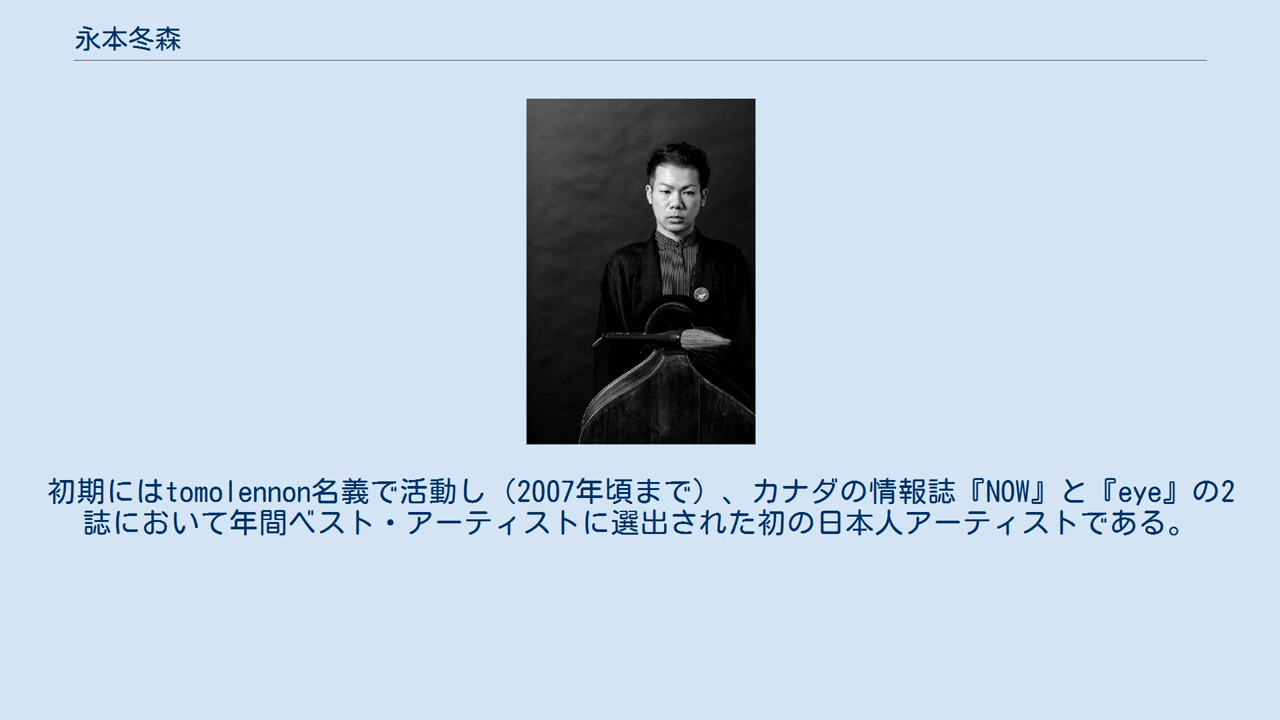 永本冬森
初期にはtomolennon名義で活動し（2007年頃まで）、カナダの情報誌『NOW』と『eye』の2
誌において年間ベスト・アーティストに選出された初の日本人アーティストである。